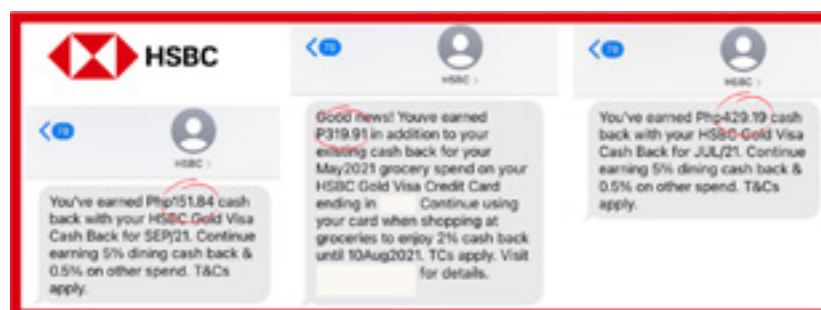 HSBC
78
HSBC >
You've earned Php151.84 cash
back with your HSBC Gold Visa
Cash Back for SEP/21. Continue
earning 5% dining cash back &
0.5% on other spend. T&Cs
apply.
78
HSBC >
Good news! Youve earned
P319.91 in addition to your
existing cash back for your
May2021 grocery spend on your
HSBC Gold Visa Credit Card
ending in Continue using
your card when shopping at
groceries to enjoy 2% cash back
until 10Aug2021. TCs apply. Visit
for details.
78
HSBC >
You've earned Php429.19 cash
back with your HSBC Gold Visa
Cash Back for JUL/21. Continue
earning 5% dining cash back &
0.5% on other spend. T&Cs
apply.